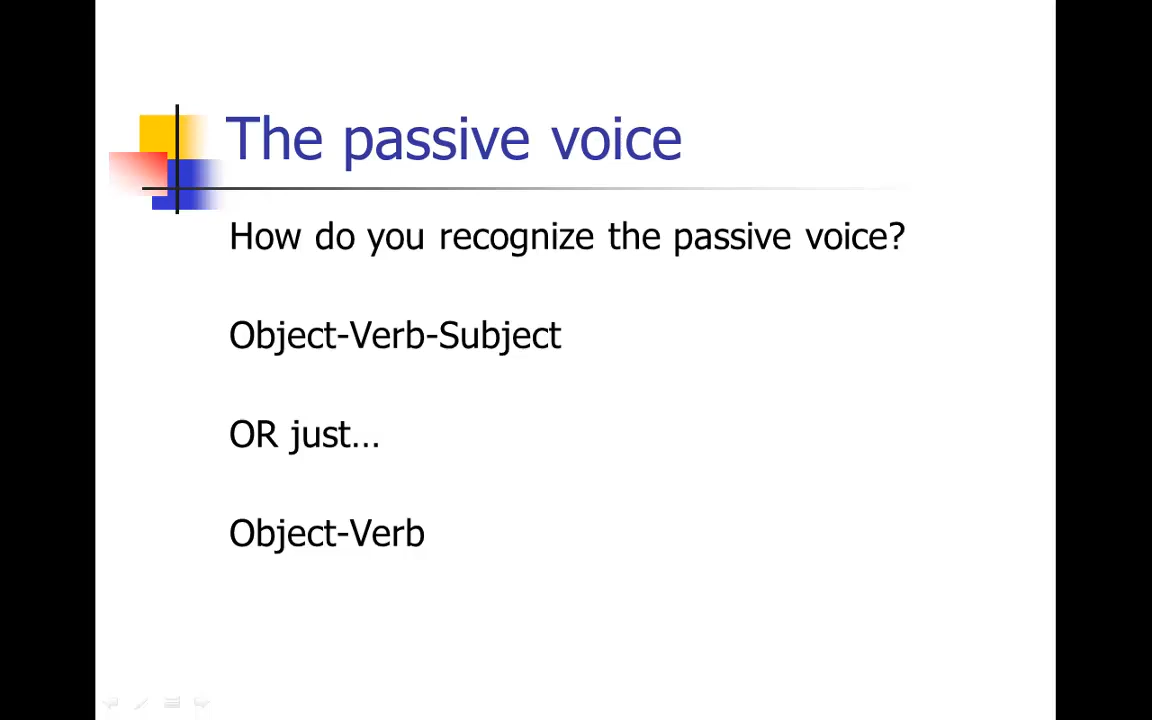 The passive voice
How do you recognize the passive voice?
Object-Verb-Subject
OR just…
Object-Verb